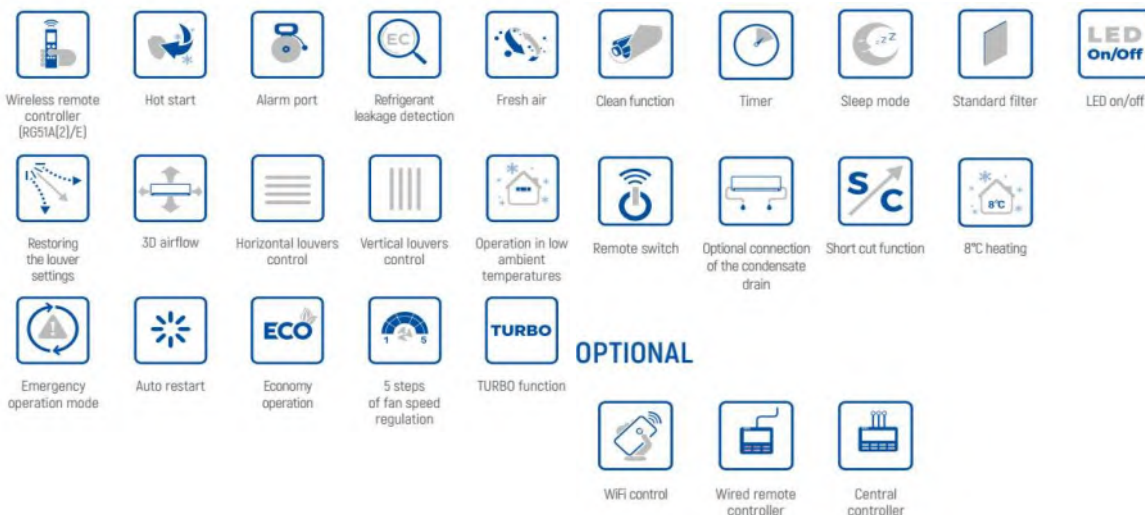 EC
zzZ
LED
On/Off
Wireless remote
controller
(RG51A(2)/E)
Hot start
Alarm port
Refrigerant
leakage detection
Fresh air
Clean function
Timer
Sleep mode
Standard filter
LED on/off
S/C
8°C
Restoring
the louver
settings
3D airflow
Horizontal louvers
control
Vertical louvers
control
Operation in low
ambient
temperatures
Remote switch
Optional connection
of the condensate
drain
Short cut function
8°C heating
ECO
1 5
TURBO
Emergency
operation mode
Auto restart
Economy
operation
5 steps
of fan speed
regulation
TURBO function
OPTIONAL
WiFi control
Wired remote
controller
Central
controller